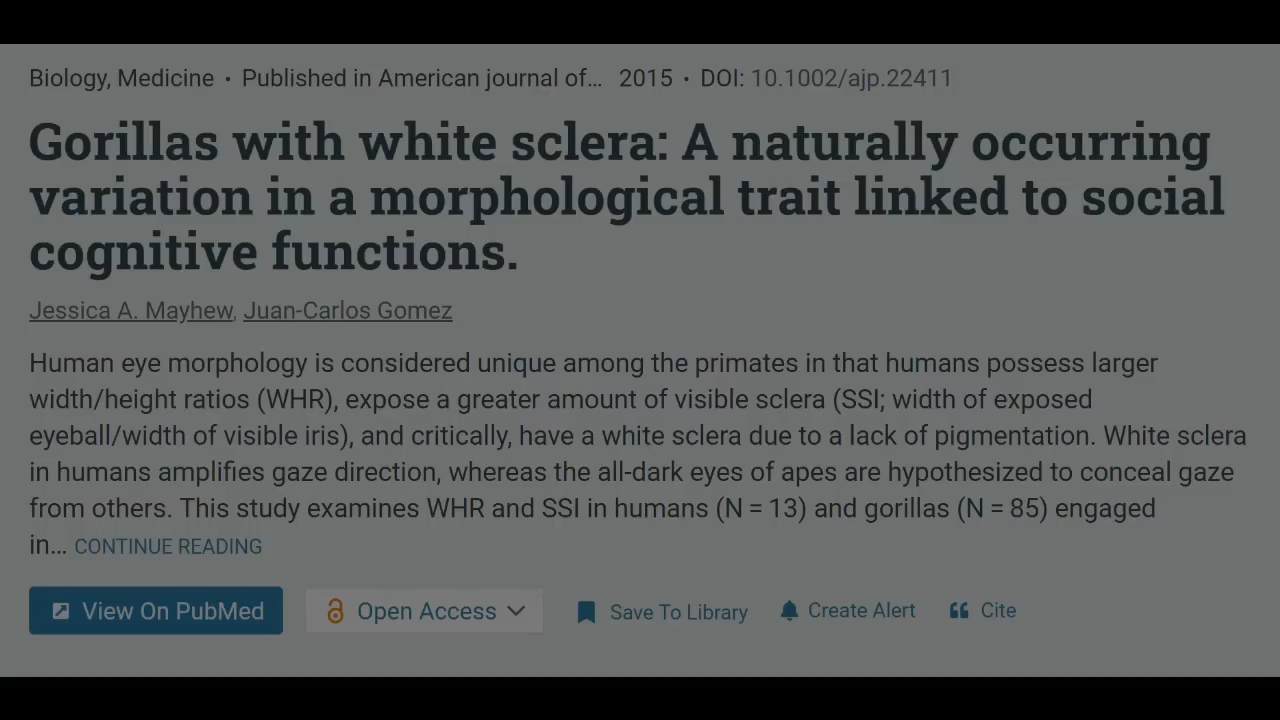 Biology, Medicine • Published in American journal of… 2015 • DOI: 10.1002/ajp.22411
Gorillas with white sclera: A naturally occurring
variation in a morphological trait linked to social
cognitive functions.
Jessica A. Mayhew, Juan-Carlos Gomez
Human eye morphology is considered unique among the primates in that humans possess larger
width/height ratios (WHR), expose a greater amount of visible sclera (SSI; width of exposed
eyeball/width of visible iris), and critically, have a white sclera due to a lack of pigmentation. White sclera
in humans amplifies gaze direction, whereas the all-dark eyes of apes are hypothesized to conceal gaze
from others. This study examines WHR and SSI in humans (N = 13) and gorillas (N = 85) engaged
in… CONTINUE READING
View On PubMed Open Access Save To Library Create Alert Cite